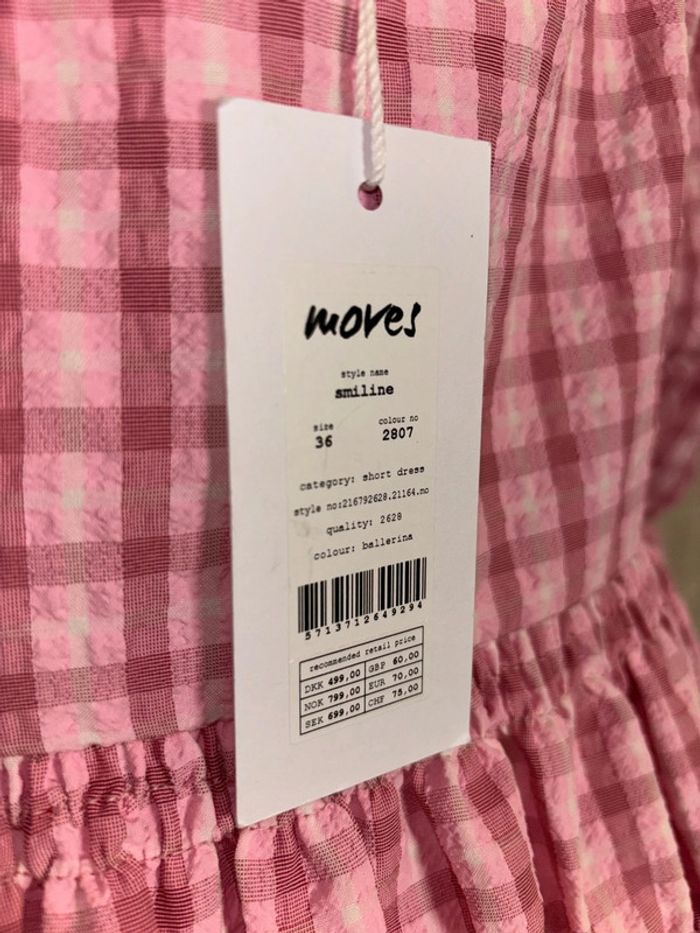 moves
style name
smiline
size colour no
36 2807
category: short dress
style no:216792628.21164.no
quality: 2628
colour: ballerina
5713712649294
recommended retail price
DKK 499,00 GBP 60,00
NOK 799,00 EUR 70,00
SEK 699,00 CHF 75,00